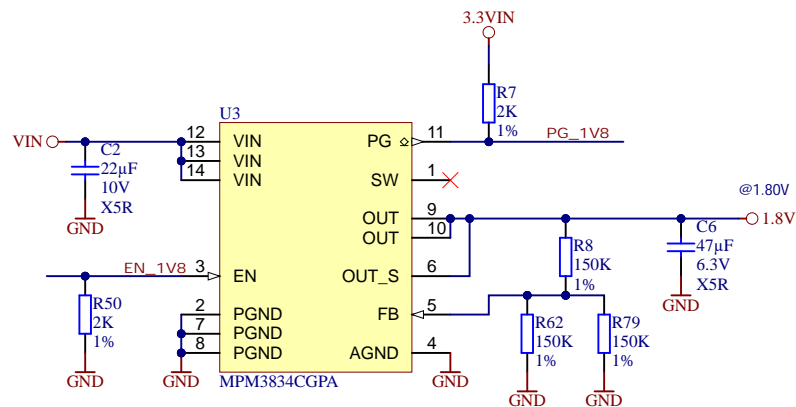 3.3VIN
R7
2K
1%
PG_1V8
U3
VIN
C2
22µF
10V
X5R
GND
12 VIN
13 VIN
14 VIN
PG 11
SW 1
OUT 9
OUT 10
OUT_S 6
FB 5
AGND 4
3 EN
2 PGND
7 PGND
8 PGND
MPM3834CGPA
EN_1V8
R50
2K
1%
GND
GND
GND
R8
150K
1%
R62
150K
1%
GND
R79
150K
1%
GND
@1.80V
1.8V
C6
47µF
6.3V
X5R
GND